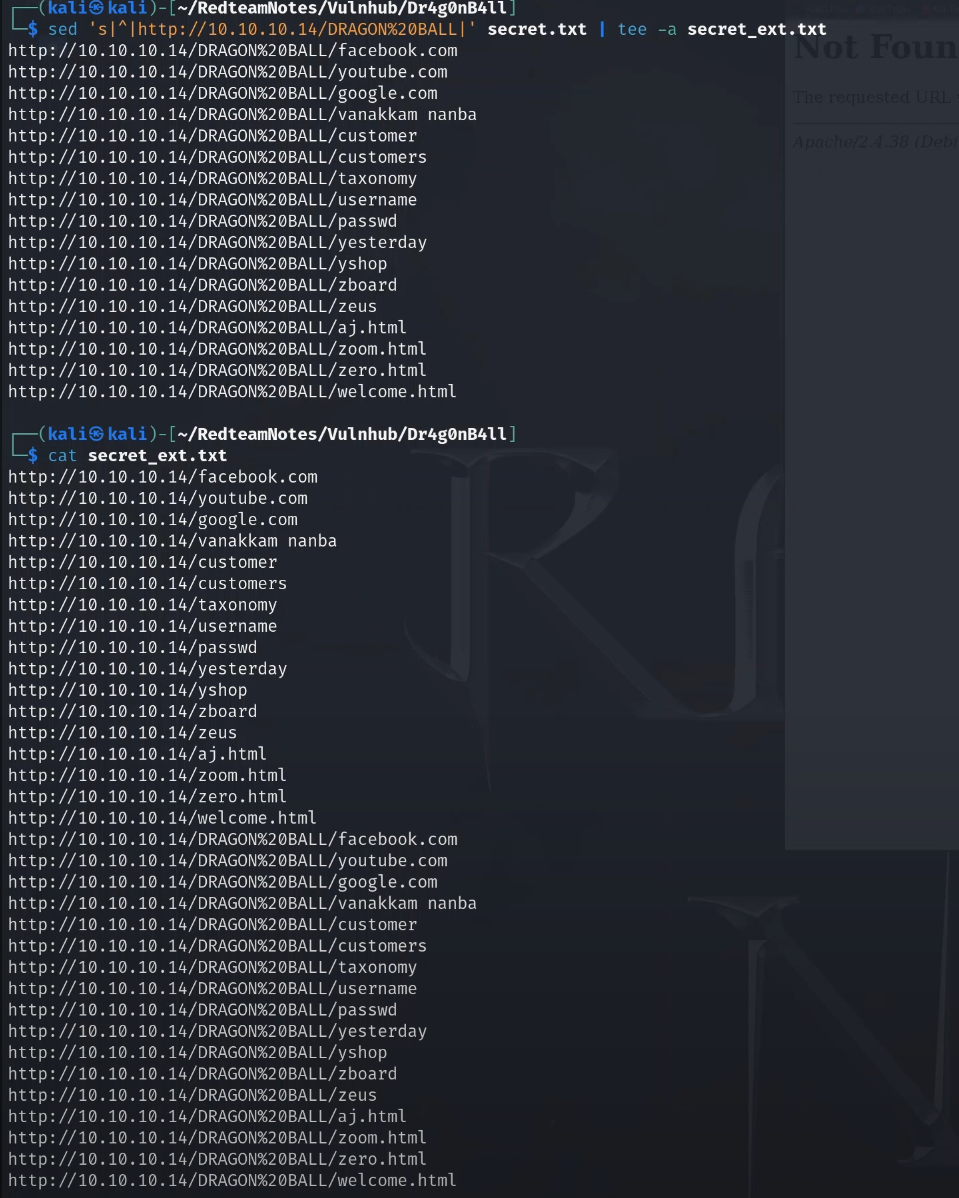 ┌──(kali㉿kali)-[~/RedteamNotes/Vulnhub/Dr4g0nB4ll]
└─$ sed 's|^|http://10.10.10.14/DRAGON%20BALL|' secret.txt | tee -a secret_ext.txt
http://10.10.10.14/DRAGON%20BALL/facebook.com
http://10.10.10.14/DRAGON%20BALL/youtube.com
http://10.10.10.14/DRAGON%20BALL/google.com
http://10.10.10.14/DRAGON%20BALL/vanakkam nanba
http://10.10.10.14/DRAGON%20BALL/customer
http://10.10.10.14/DRAGON%20BALL/customers
http://10.10.10.14/DRAGON%20BALL/taxonomy
http://10.10.10.14/DRAGON%20BALL/username
http://10.10.10.14/DRAGON%20BALL/passwd
http://10.10.10.14/DRAGON%20BALL/yesterday
http://10.10.10.14/DRAGON%20BALL/yshop
http://10.10.10.14/DRAGON%20BALL/zboard
http://10.10.10.14/DRAGON%20BALL/zeus
http://10.10.10.14/DRAGON%20BALL/aj.html
http://10.10.10.14/DRAGON%20BALL/zoom.html
http://10.10.10.14/DRAGON%20BALL/zero.html
http://10.10.10.14/DRAGON%20BALL/welcome.html
┌──(kali㉿kali)-[~/RedteamNotes/Vulnhub/Dr4g0nB4ll]
└─$ cat secret_ext.txt
http://10.10.10.14/facebook.com
http://10.10.10.14/youtube.com
http://10.10.10.14/google.com
http://10.10.10.14/vanakkam nanba
http://10.10.10.14/customer
http://10.10.10.14/customers
http://10.10.10.14/taxonomy
http://10.10.10.14/username
http://10.10.10.14/passwd
http://10.10.10.14/yesterday
http://10.10.10.14/yshop
http://10.10.10.14/zboard
http://10.10.10.14/zeus
http://10.10.10.14/aj.html
http://10.10.10.14/zoom.html
http://10.10.10.14/zero.html
http://10.10.10.14/welcome.html
http://10.10.10.14/DRAGON%20BALL/facebook.com
http://10.10.10.14/DRAGON%20BALL/youtube.com
http://10.10.10.14/DRAGON%20BALL/google.com
http://10.10.10.14/DRAGON%20BALL/vanakkam nanba
http://10.10.10.14/DRAGON%20BALL/customer
http://10.10.10.14/DRAGON%20BALL/customers
http://10.10.10.14/DRAGON%20BALL/taxonomy
http://10.10.10.14/DRAGON%20BALL/username
http://10.10.10.14/DRAGON%20BALL/passwd
http://10.10.10.14/DRAGON%20BALL/yesterday
http://10.10.10.14/DRAGON%20BALL/yshop
http://10.10.10.14/DRAGON%20BALL/zboard
http://10.10.10.14/DRAGON%20BALL/zeus
http://10.10.10.14/DRAGON%20BALL/aj.html
http://10.10.10.14/DRAGON%20BALL/zoom.html
http://10.10.10.14/DRAGON%20BALL/zero.html
http://10.10.10.14/DRAGON%20BALL/welcome.html
Not Foun
The requested URL
Apache/2.4.38 (Deb